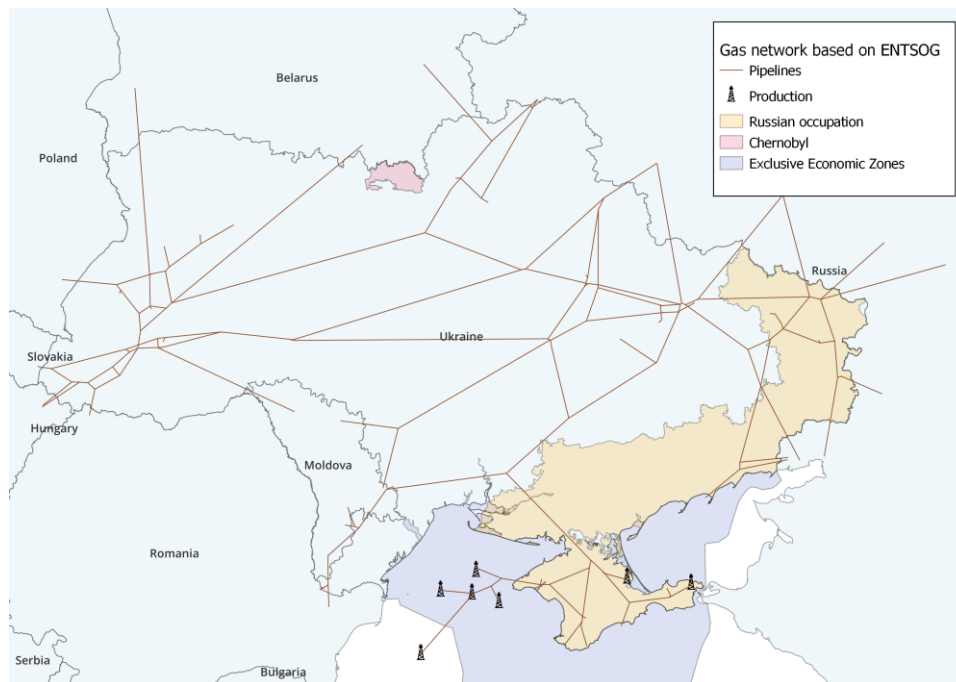 Gas network based on ENTSOG
Pipelines
Production
Russian occupation
Chernobyl
Exclusive Economic Zones
Belarus
Poland
Russia
Ukraine
Slovakia
Hungary
Moldova
Romania
Serbia
Bulgaria